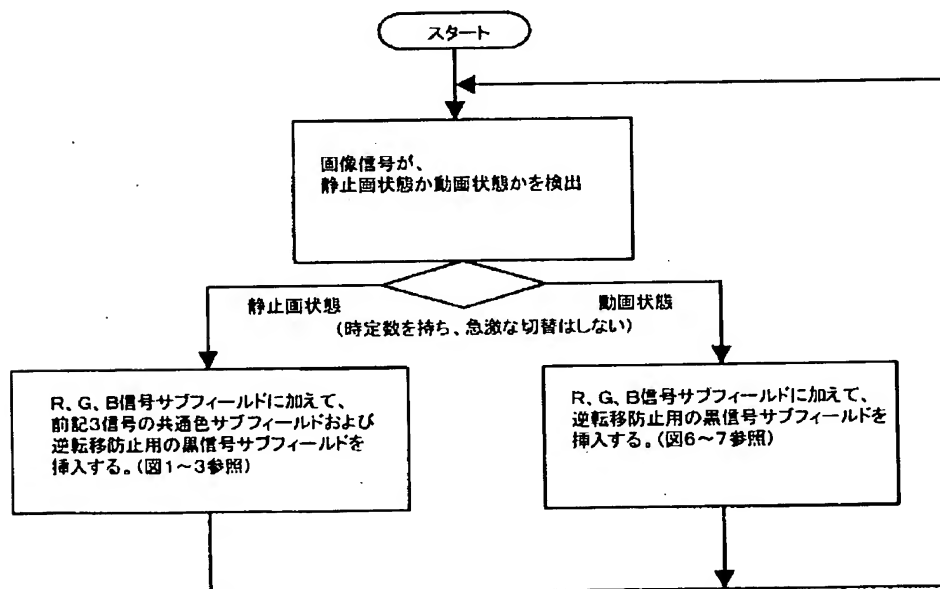 スタート
画像信号が、
静止画状態か動画状態かを検出
静止画状態
動画状態
(時定数を持ち、急激な切替はしない)
R、G、B信号サブフィールドに加えて、
前記3信号の共通色サブフィールドおよび
逆転移防止用の黒信号サブフィールドを
挿入する。(図1～3参照)
R、G、B信号サブフィールドに加えて、
逆転移防止用の黒信号サブフィールドを
挿入する。(図6～7参照)